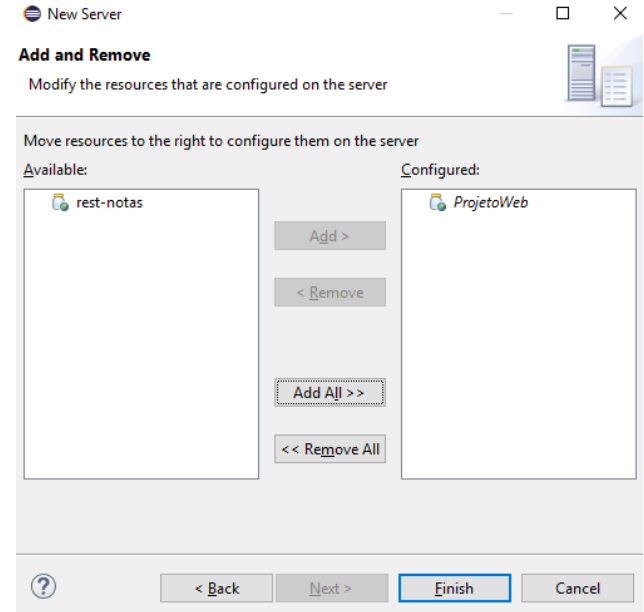 New Server
Add and Remove
Modify the resources that are configured on the server
Move resources to the right to configure them on the server
Available:
Configured:
rest-notas
ProjetoWeb
Add >
< Remove
Add All >>
<< Remove All
?
< Back
Next >
Finish
Cancel